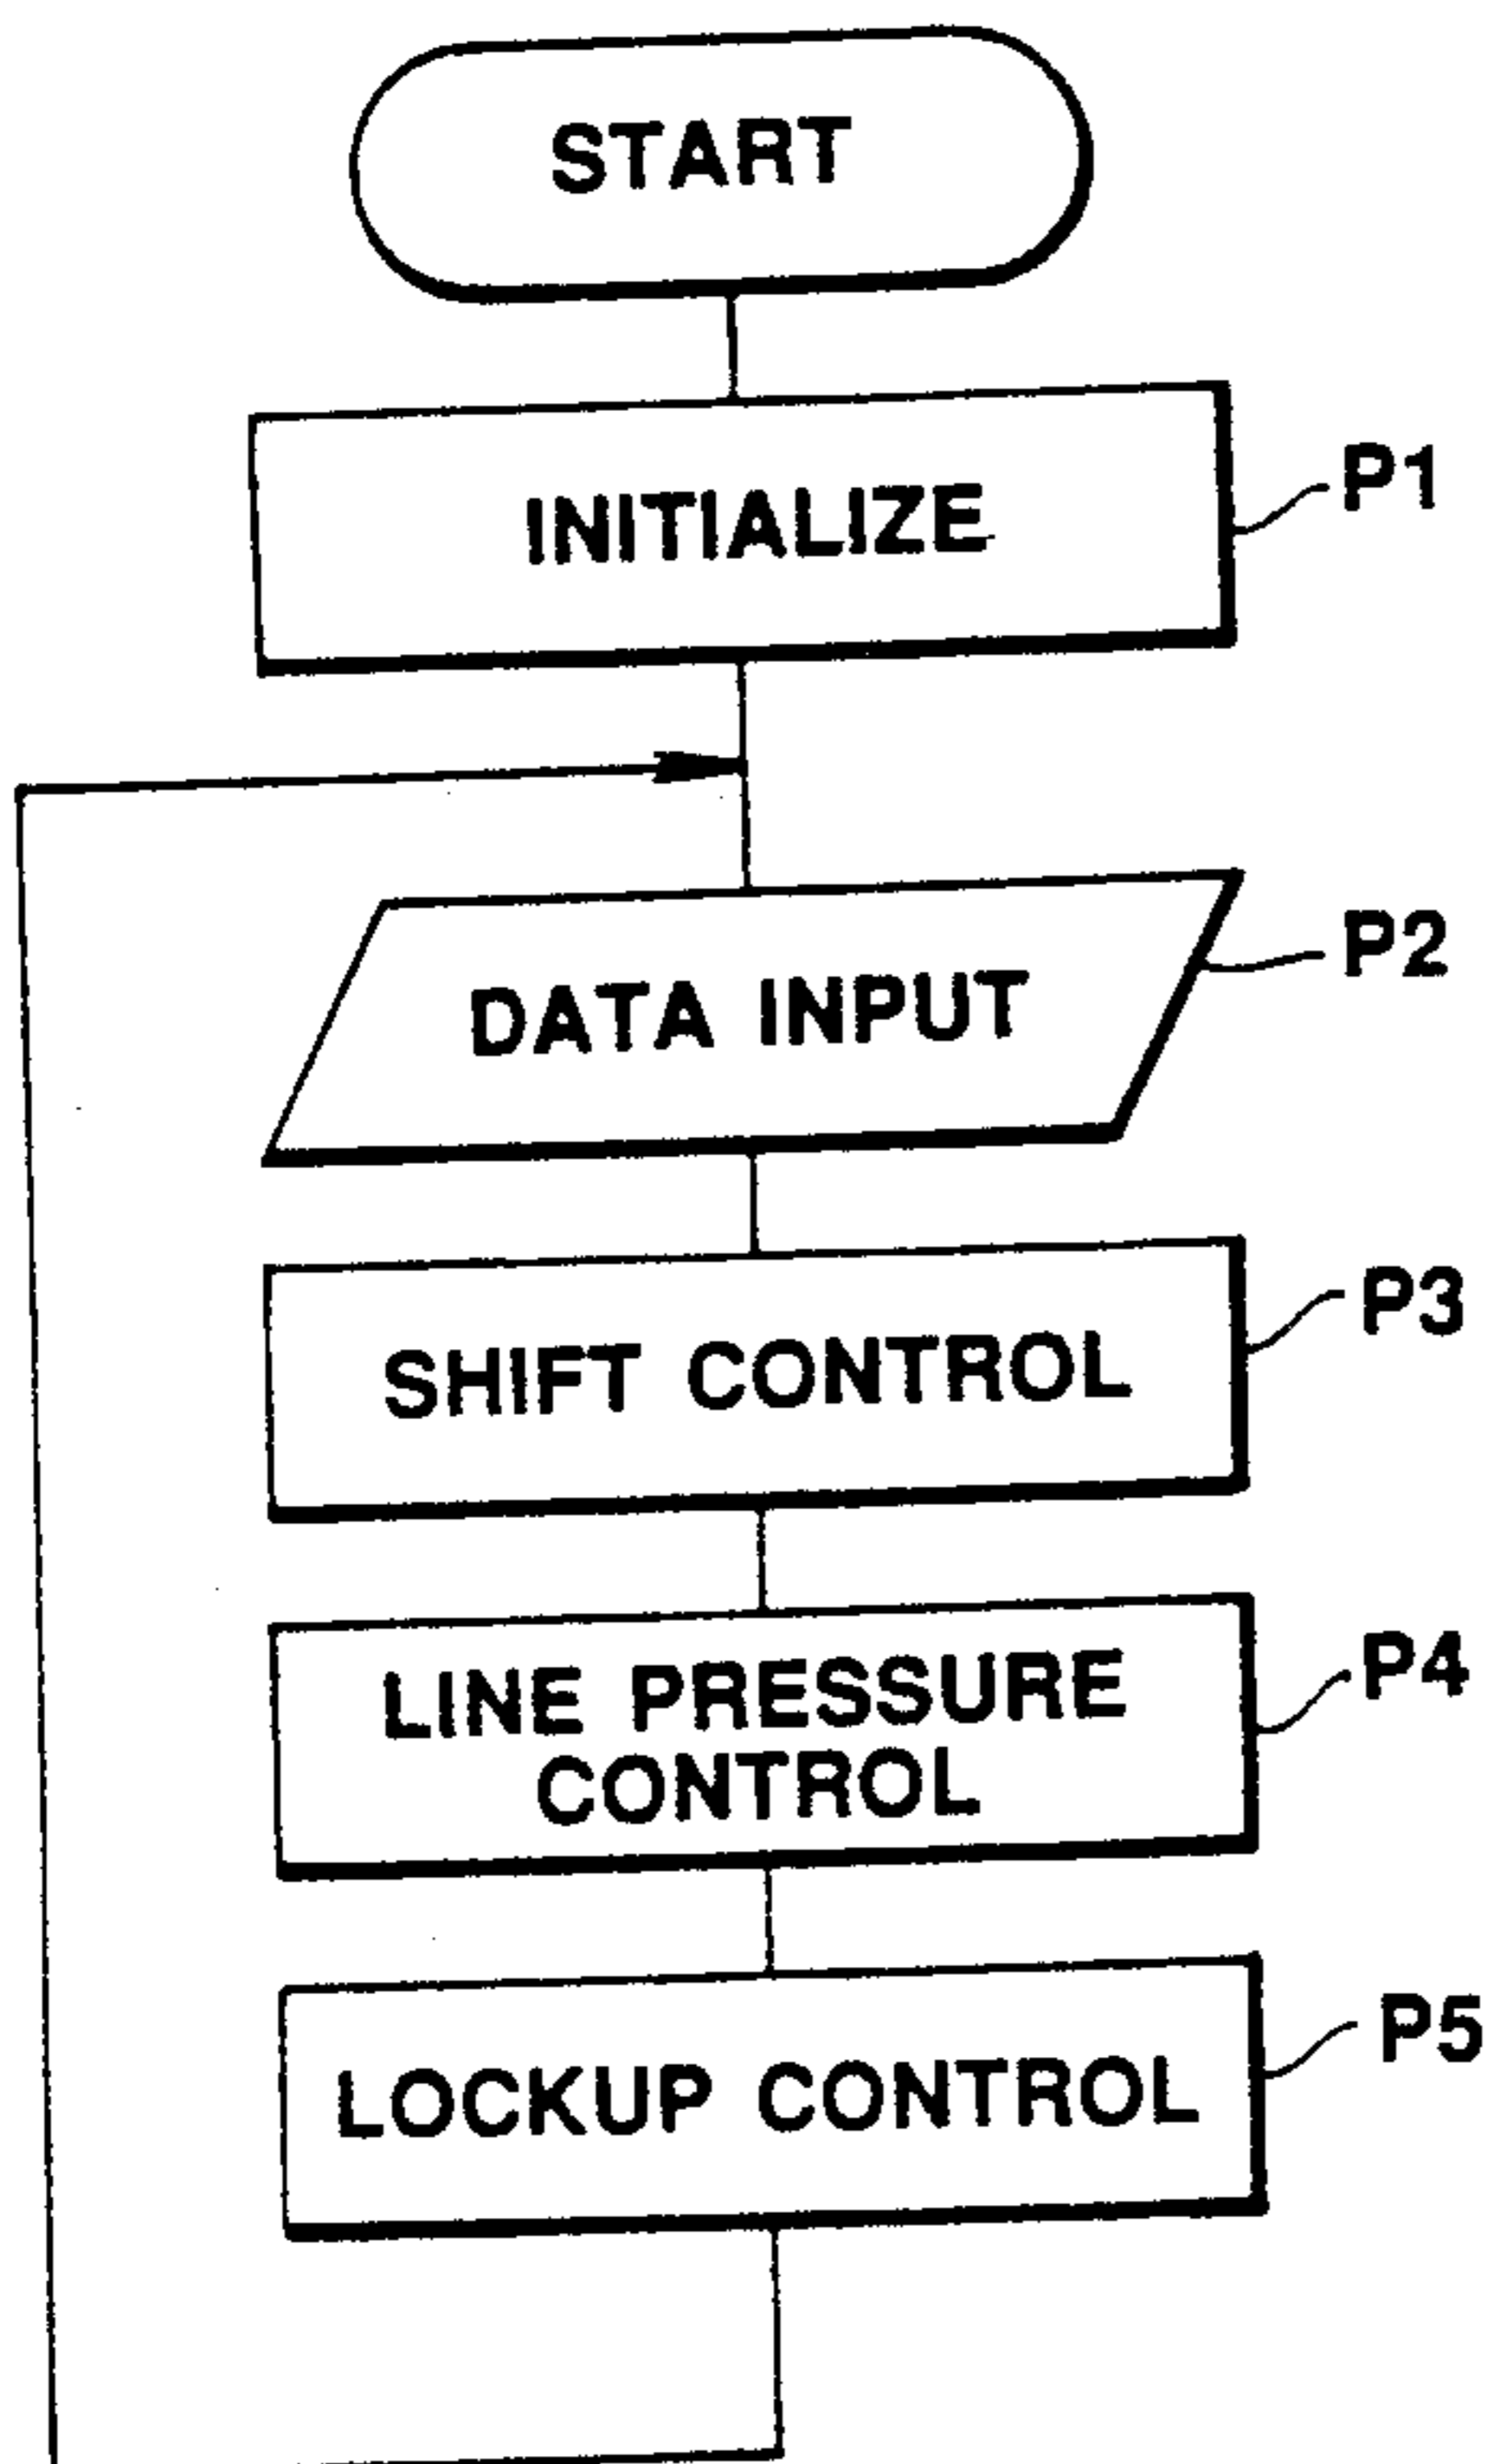 START
INITIALIZE
P1
DATA INPUT
P2
SHIFT CONTROL
P3
LINE PRESSURE
CONTROL
P4
LOCKUP CONTROL
P5